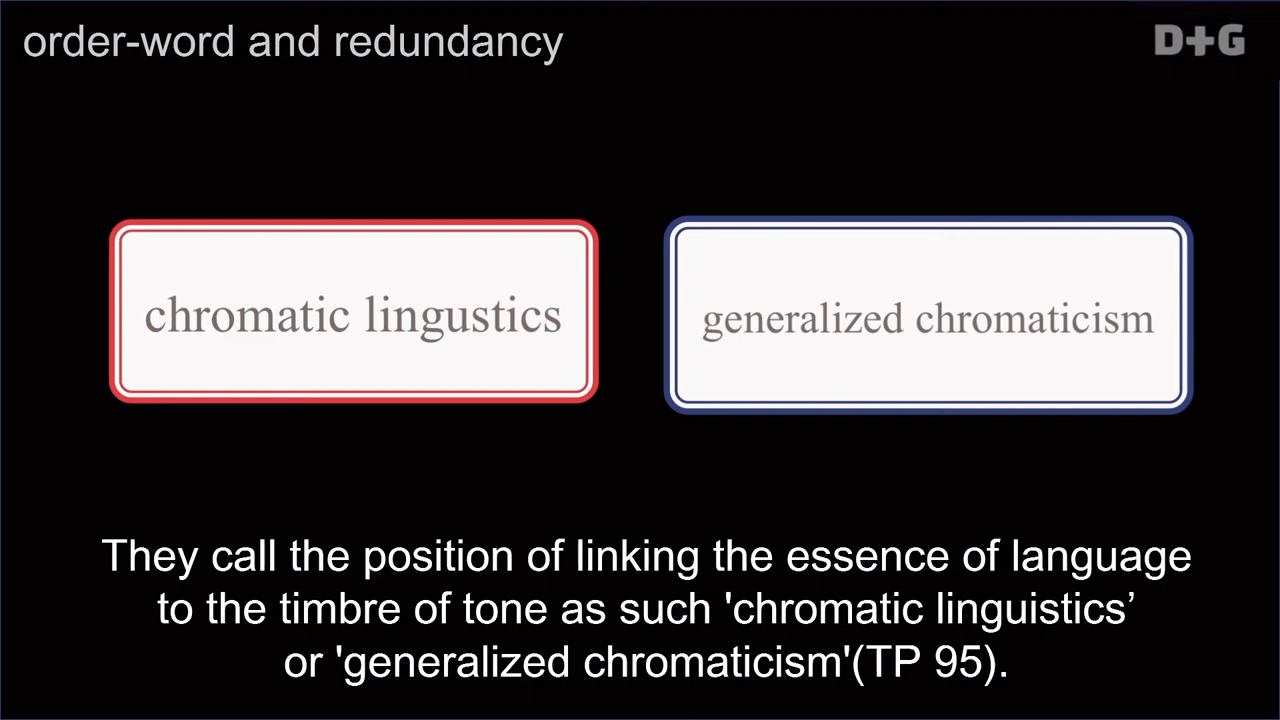 order-word and redundancy
D+G
chromatic lingustics
generalized chromaticism
They call the position of linking the essence of language
to the timbre of tone as such 'chromatic linguistics’
or 'generalized chromaticism'(TP 95).